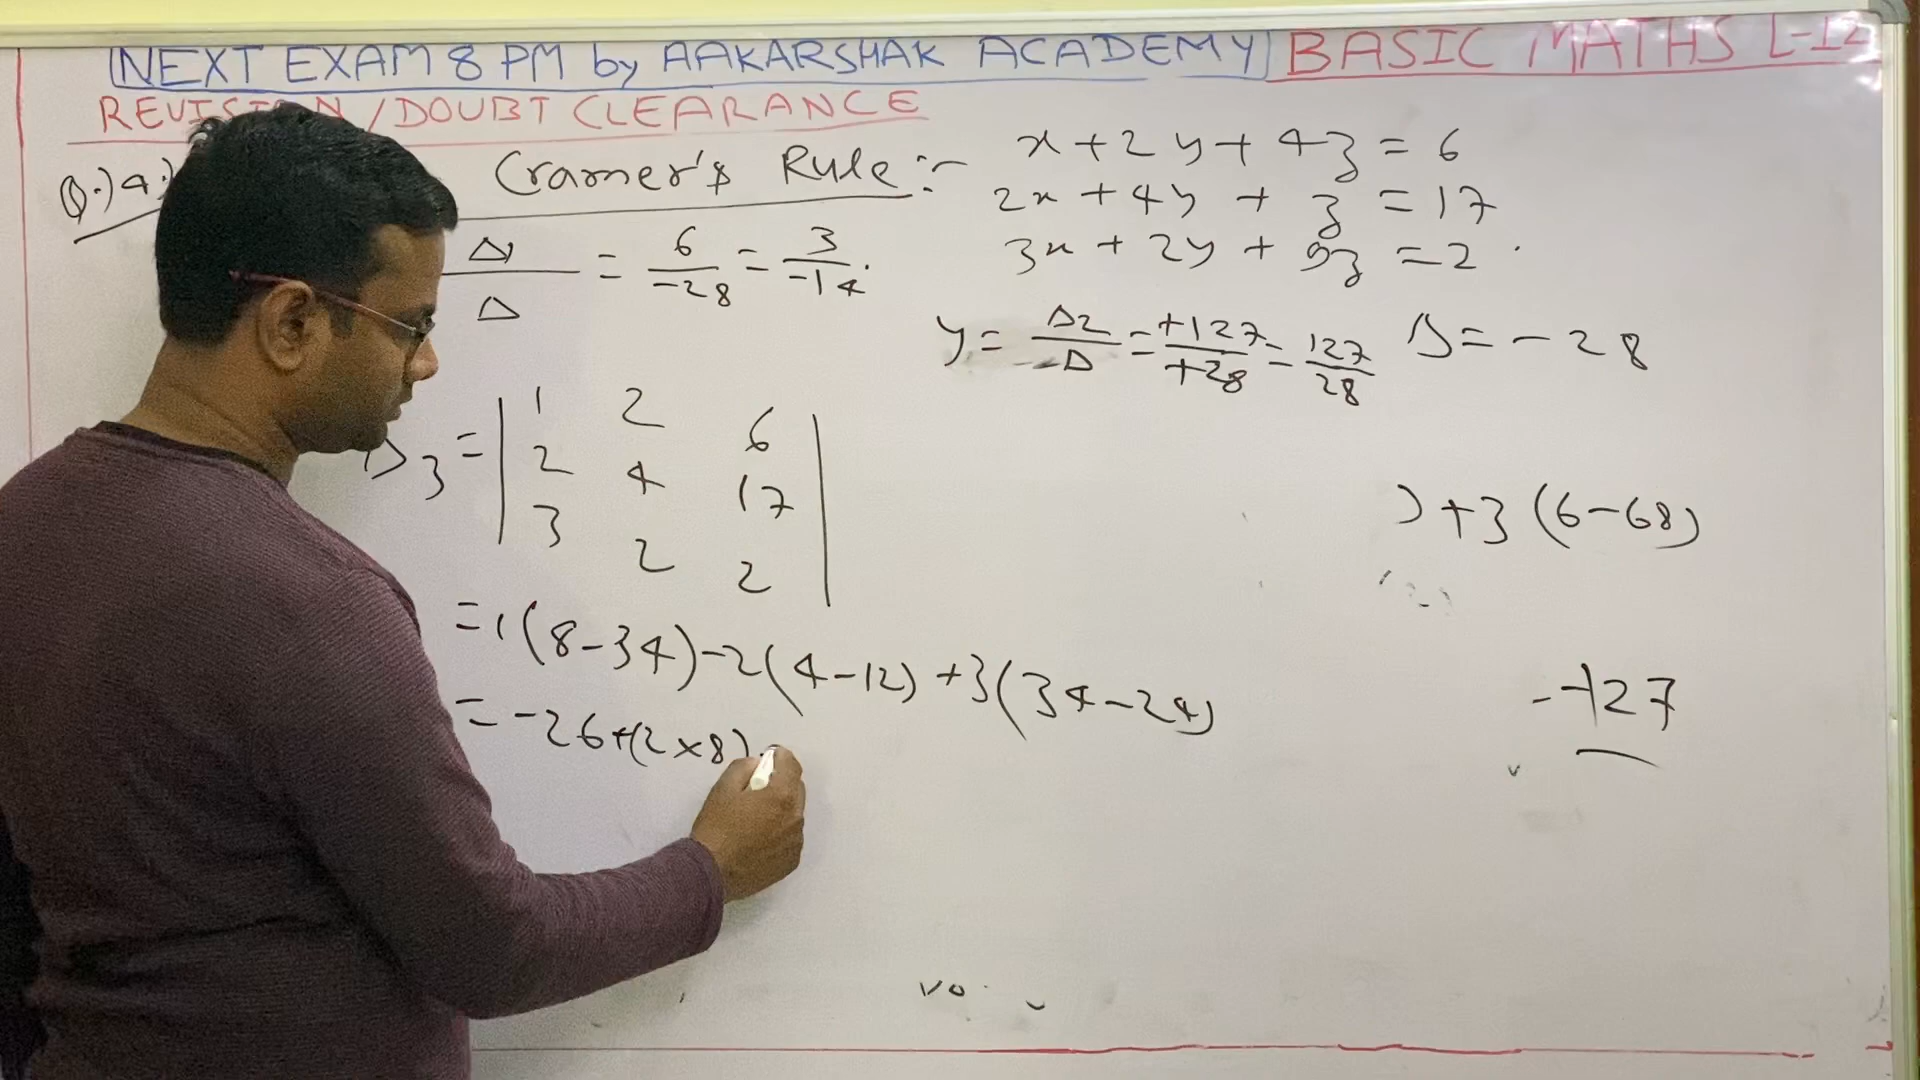 NEXT EXAM 8 PM by AAKARSHAK ACADEMY BASIC MATHS L-12
REVISION/DOUBT CLEARANCE
Q.) 4.) Cramer's Rule :-
x + 2y + 4z = 6
2x + 4y + z = 17
3x + 2y + 9z = 2
Δ1/Δ = 6/-28 = 3/-14.
y = Δ2/Δ = +127/+28 = 127/28
Δ = -28
Δ3 = | 1 2 6
2 4 17
3 2 2 |
) + 3 (6 - 68)
= 1(8-34) - 2(4-12) + 3(34-24)
= -26 + (2×8)
-127